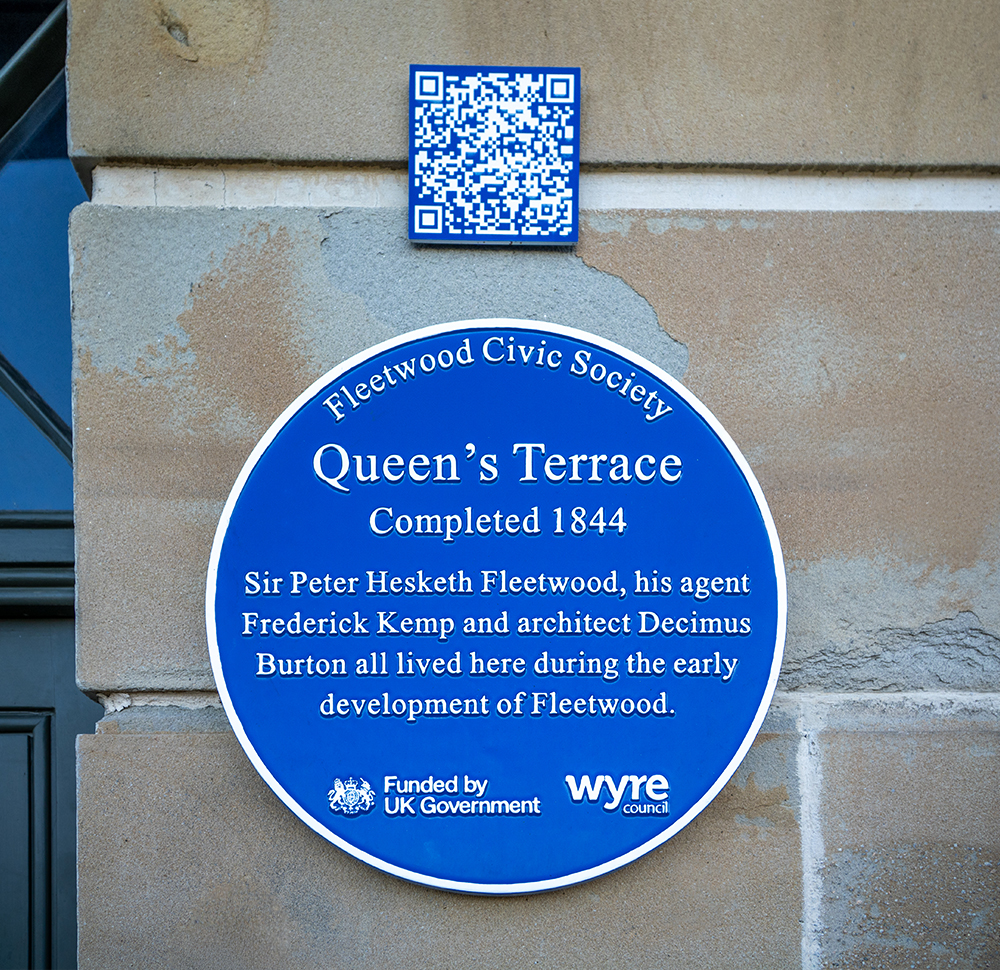 Fleetwood Civic Society
Queen's Terrace
Completed 1844
Sir Peter Hesketh Fleetwood, his agent
Frederick Kemp and architect Decimus
Burton all lived here during the early
development of Fleetwood.
Funded by
UK Government
wyre
council